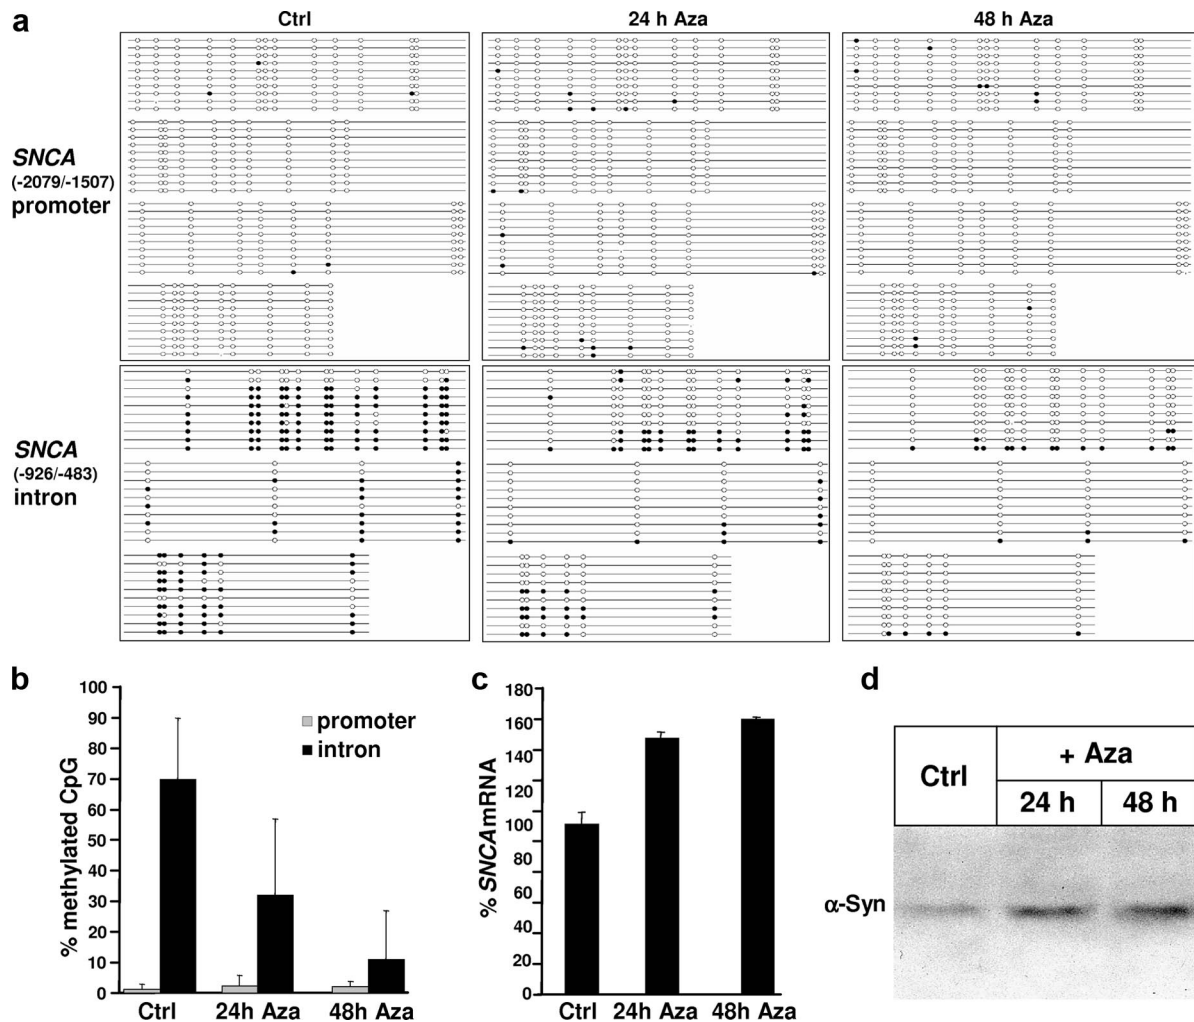 a
Ctrl
24 h Aza
48 h Aza
SNCA
(-2079/-1507)
promoter
SNCA
(-926/-483)
intron
b
% methylated CpG
100
90
80
70
60
50
40
30
20
10
0
promoter
intron
Ctrl
24h Aza
48h Aza
c
% SNCAmRNA
180
160
140
120
100
80
60
40
20
0
Ctrl
24h Aza
48h Aza
d
Ctrl
+ Aza
24 h
48 h
α-Syn